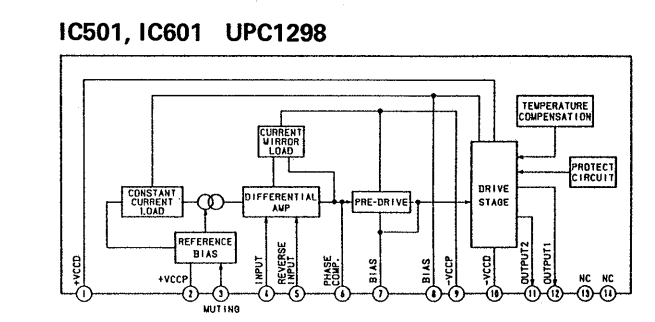 IC501, IC601 UPC1298
TEMPERATURE
COMPENSATION
CURRENT
MIRROR
LOAD
PROTECT
CIRCUIT
CONSTANT
CURRENT
LOAD
DIFFERENTIAL
AMP
PRE-DRIVE
DRIVE
STAGE
REFERENCE
BIAS
+VCCD
+VCCP
INPUT
REVERSE
INPUT
PHASE
COMP.
BIAS
BIAS
-VCCP
-VCCD
OUTPUT2
OUTPUT1
NC
NC
1 2 3 4 5 6 7 8 9 10 11 12 13 14
MUTING